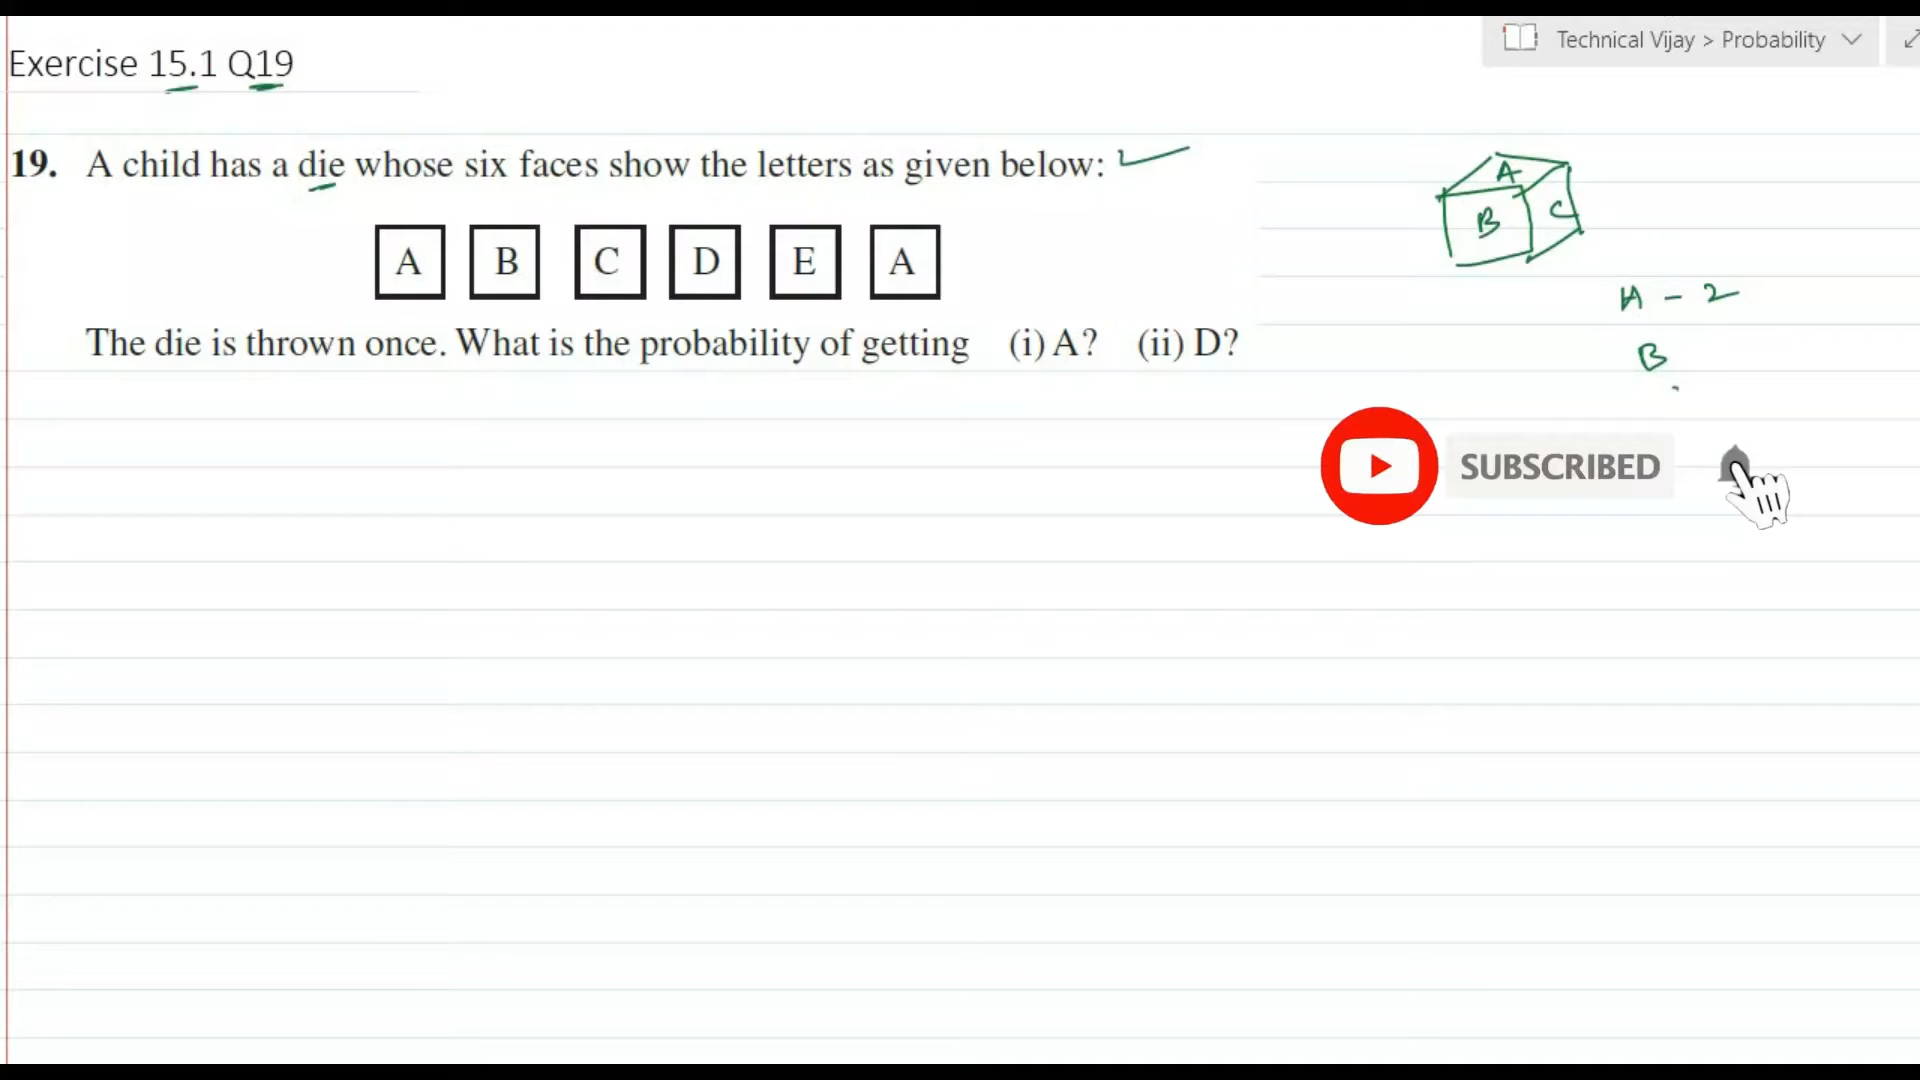 Technical Vijay > Probability
Exercise 15.1 Q19
19. A child has a die whose six faces show the letters as given below:
A B C D E A
The die is thrown once. What is the probability of getting (i) A? (ii) D?
A
B C
A - 2
B
SUBSCRIBED